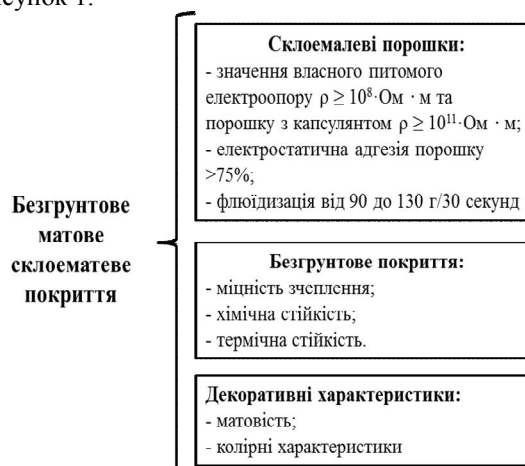 сунок 1.
Склоемалеві порошки:
- значення власного питомого
електроопору ρ ≥ 10⁸·Ом · м та
порошку з капсулянтом ρ ≥ 10¹¹·Ом · м;
- електростатична адгезія порошку
>75%;
- флюїдизація від 90 до 130 г/30 секунд
Безгрунтове
матове
склоематеве
покриття
Безгрунтове покриття:
- міцність зчеплення;
- хімічна стійкість;
- термічна стійкість.
Декоративні характеристики:
- матовість;
- колірні характеристики